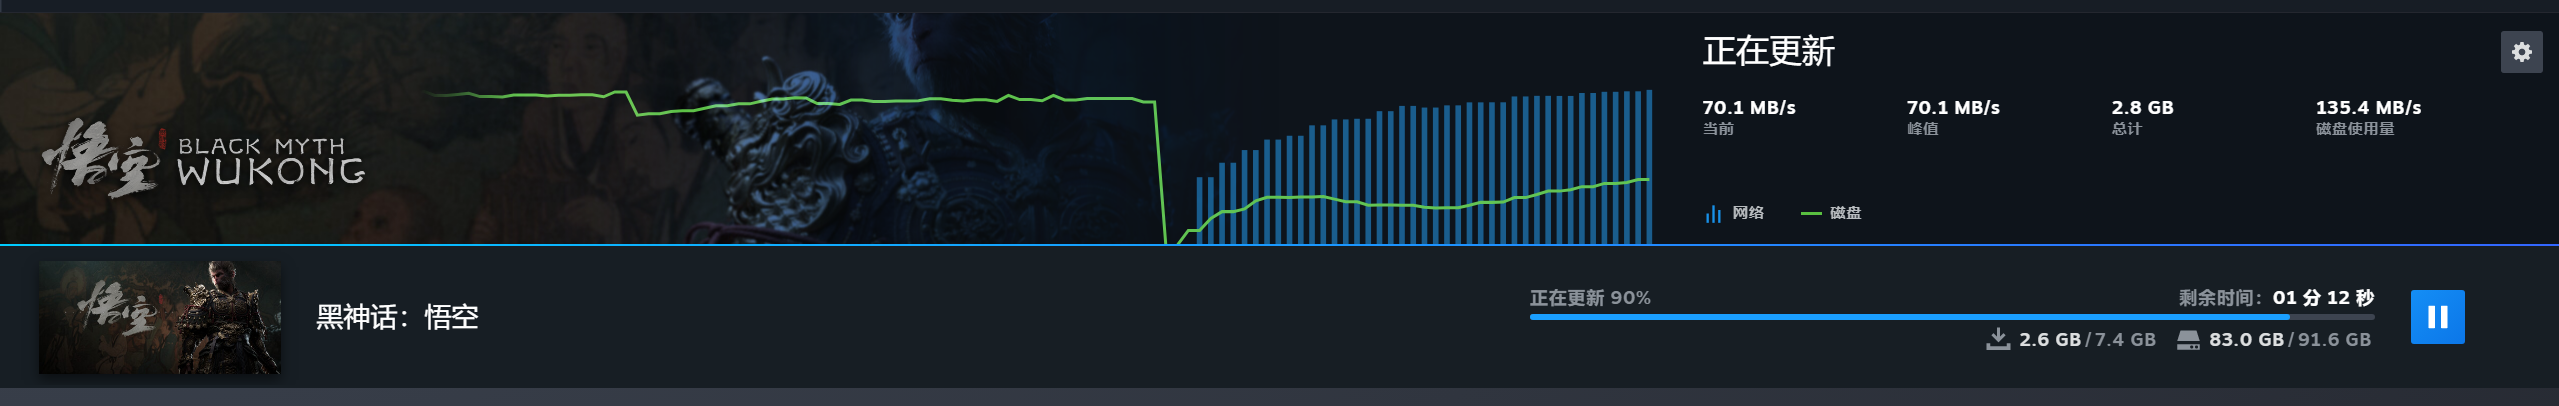 正在更新
70.1 MB/s 70.1 MB/s 2.8 GB 135.4 MB/s
当前 峰值 总计 磁盘使用量
悟空 BLACK MYTH
WUKONG
网络 磁盘
悟空
黑神话：悟空
正在更新 90% 剩余时间：01 分 12 秒
2.6 GB / 7.4 GB 83.0 GB / 91.6 GB